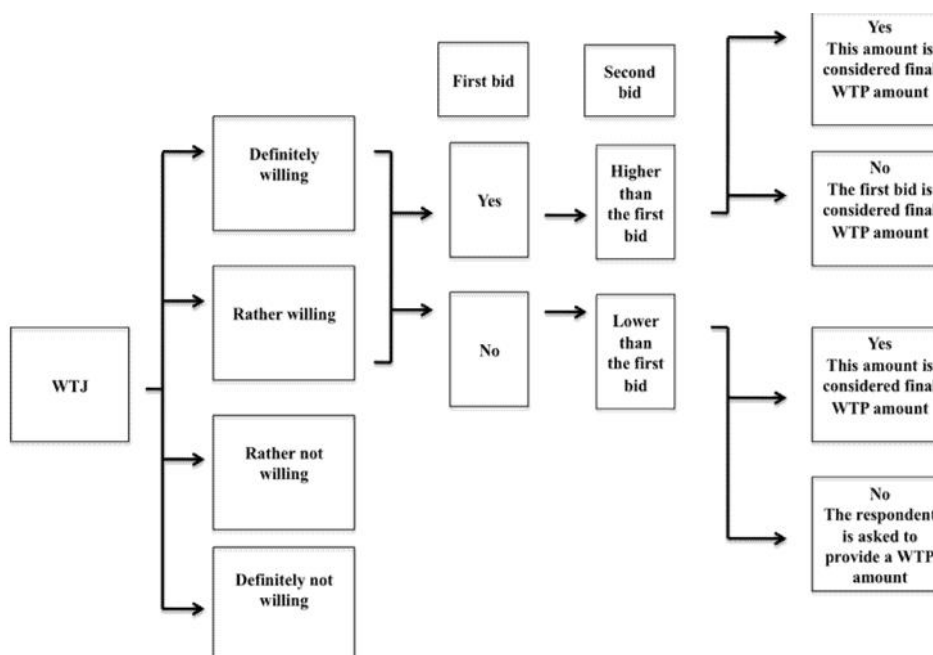 WTJ
Definitely
willing
Rather willing
Rather not
willing
Definitely not
willing
First bid
Second
bid
Yes
Higher
than
the first
bid
No
Lower
than
the first
bid
Yes
This amount is
considered final
WTP amount
No
The first bid is
considered final
WTP amount
Yes
This amount is
considered final
WTP amount
No
The respondent
is asked to
provide a WTP
amount